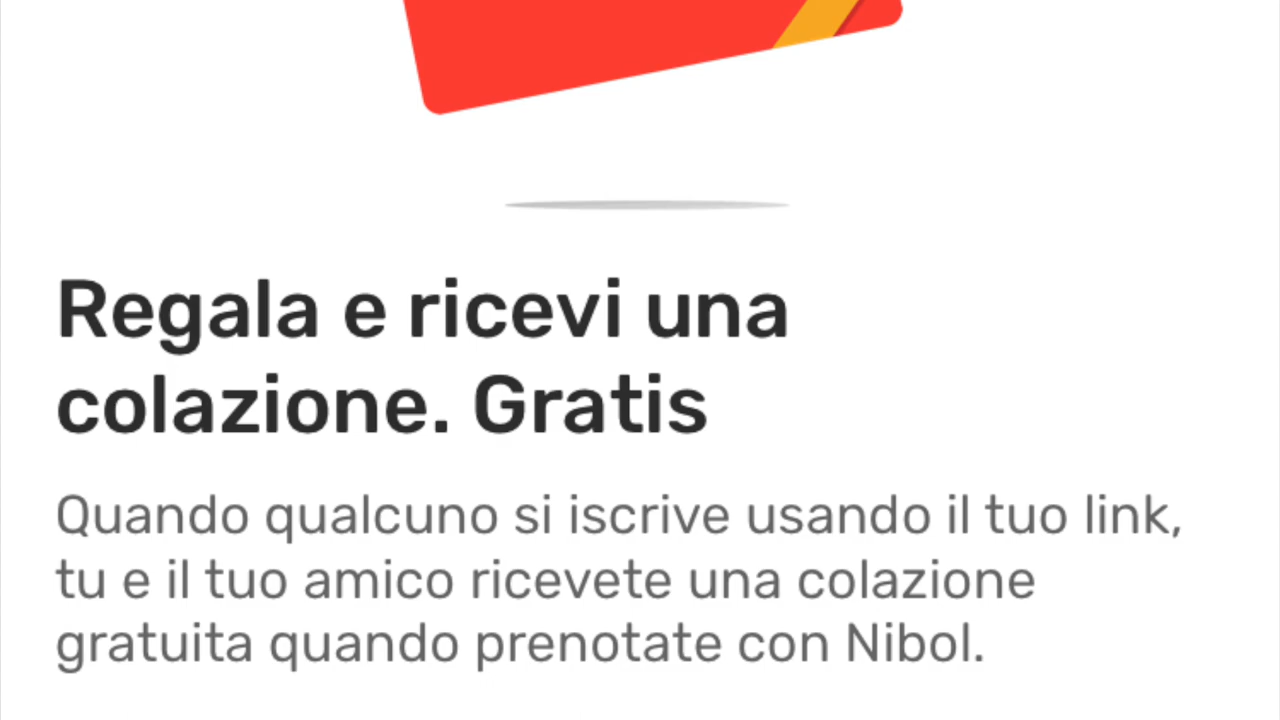 Regala e ricevi una
colazione. Gratis
Quando qualcuno si iscrive usando il tuo link,
tu e il tuo amico ricevete una colazione
gratuita quando prenotate con Nibol.